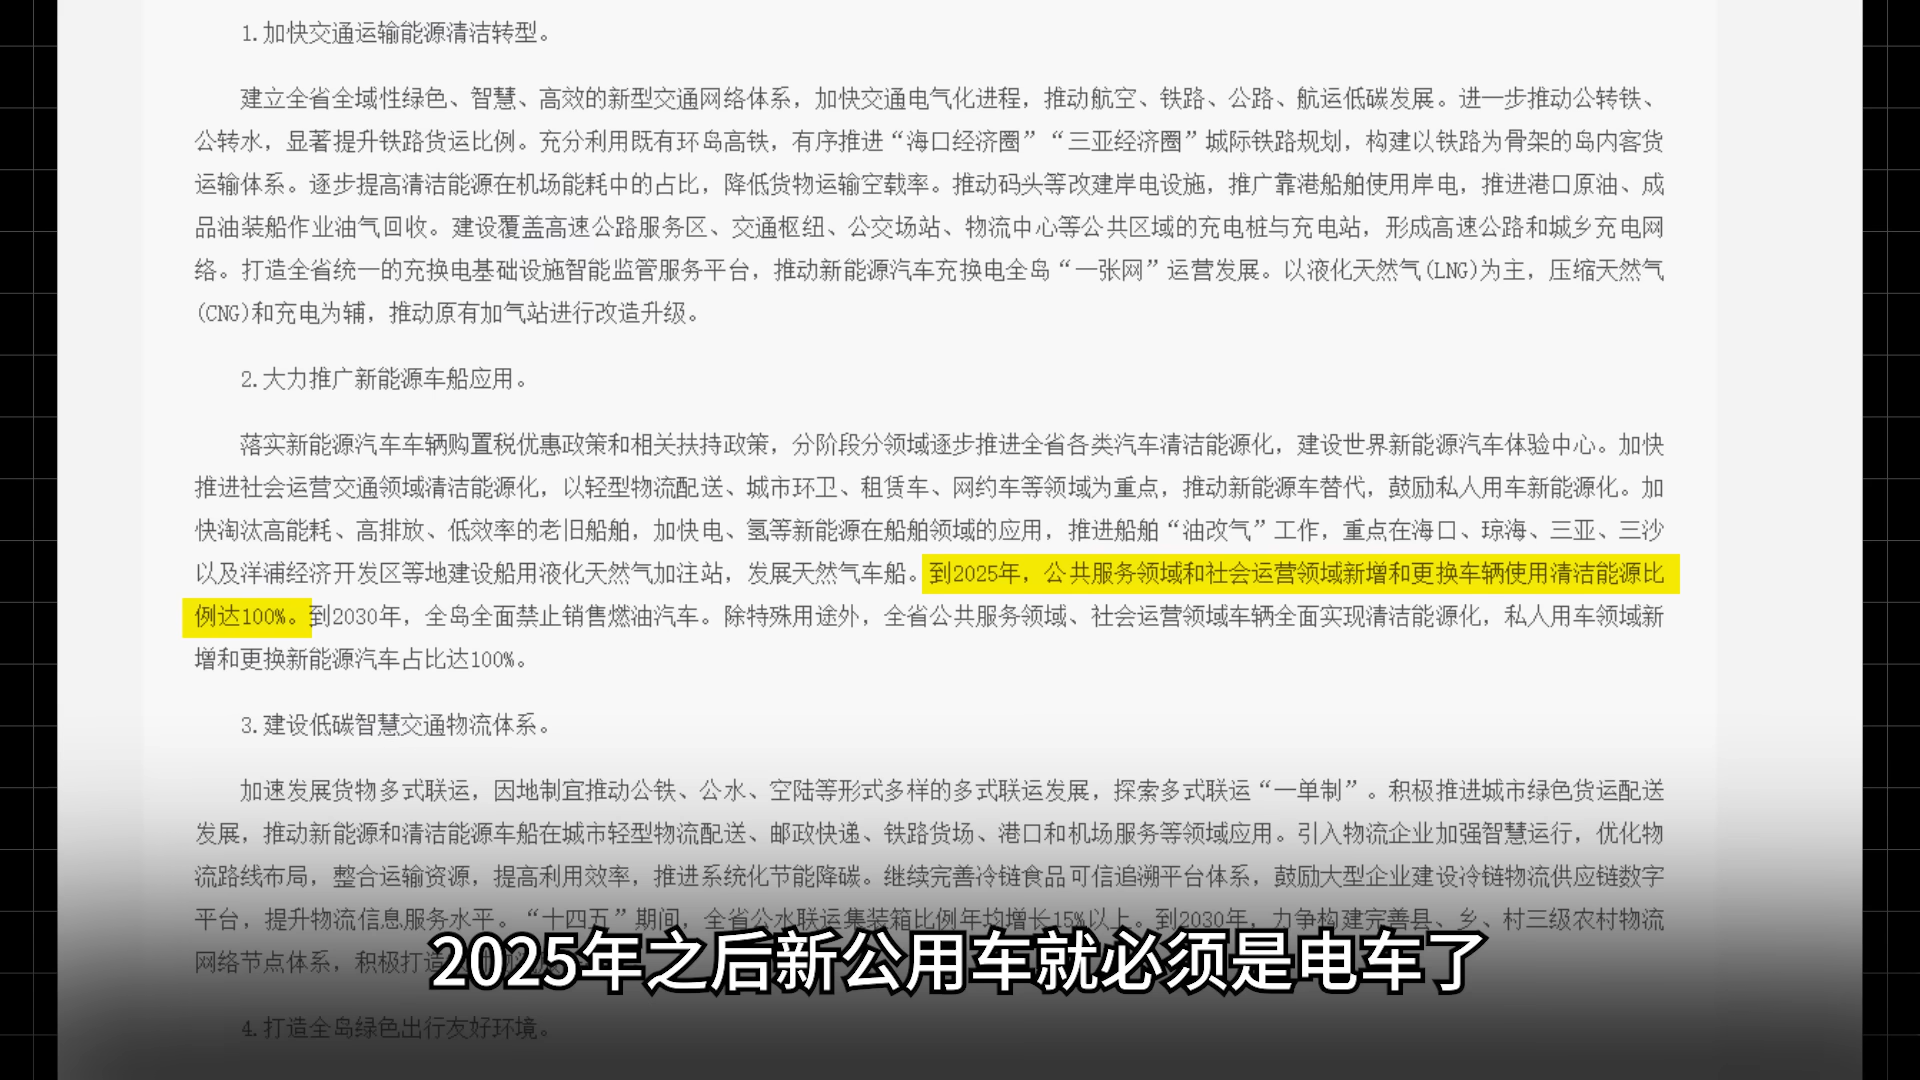 1.加快交通运输能源清洁转型。
建立全省全域性绿色、智慧、高效的新型交通网络体系，加快交通电气化进程，推动航空、铁路、公路、航运低碳发展。进一步推动公转铁、
公转水，显著提升铁路货运比例。充分利用既有环岛高铁，有序推进“海口经济圈”“三亚经济圈”城际铁路规划，构建以铁路为骨架的岛内客货
运输体系。逐步提高清洁能源在机场能耗中的占比，降低货物运输空载率。推动码头等改建岸电设施，推广靠港船舶使用岸电，推进港口原油、成
品油装船作业油气回收。建设覆盖高速公路服务区、交通枢纽、公交场站、物流中心等公共区域的充电桩与充电站，形成高速公路和城乡充电网
络。打造全省统一的充换电基础设施智能监管服务平台，推动新能源汽车充换电全岛“一张网”运营发展。以液化天然气(LNG)为主，压缩天然气
(CNG)和充电为辅，推动原有加气站进行改造升级。
2.大力推广新能源车船应用。
落实新能源汽车车辆购置税优惠政策和相关扶持政策，分阶段分领域逐步推进全省各类汽车清洁能源化，建设世界新能源汽车体验中心。加快
推进社会运营交通领域清洁能源化，以轻型物流配送、城市环卫、租赁车、网约车等领域为重点，推动新能源车替代，鼓励私人用车新能源化。加
快淘汰高能耗、高排放、低效率的老旧船舶，加快电、氢等新能源在船舶领域的应用，推进船舶“油改气”工作，重点在海口、琼海、三亚、三沙
以及洋浦经济开发区等地建设船用液化天然气加注站，发展天然气车船。到2025年，公共服务领域和社会运营领域新增和更换车辆使用清洁能源比
例达100%。到2030年，全岛全面禁止销售燃油汽车。除特殊用途外，全省公共服务领域、社会运营领域车辆全面实现清洁能源化，私人用车领域新
增和更换新能源汽车占比达100%。
3.建设低碳智慧交通物流体系。
加速发展货物多式联运，因地制宜推动公铁、公水、空陆等形式多样的多式联运发展，探索多式联运“一单制”。积极推进城市绿色货运配送
发展，推动新能源和清洁能源车船在城市轻型物流配送、邮政快递、铁路货场、港口和机场服务等领域应用。引入物流企业加强智慧运行，优化物
流路线布局，整合运输资源，提高利用效率，推进系统化节能降碳。继续完善冷链食品可信追溯平台体系，鼓励大型企业建设冷链物流供应链数字
平台，提升物流信息服务水平。“十四五”期间，全省公水联运集装箱比例年均增长15%以上。到2030年，力争构建完善县、乡、村三级农村物流
网络节点体系，积极打造
2025年之后新公用车就必须是电车了
4.打造全岛绿色出行友好环境。